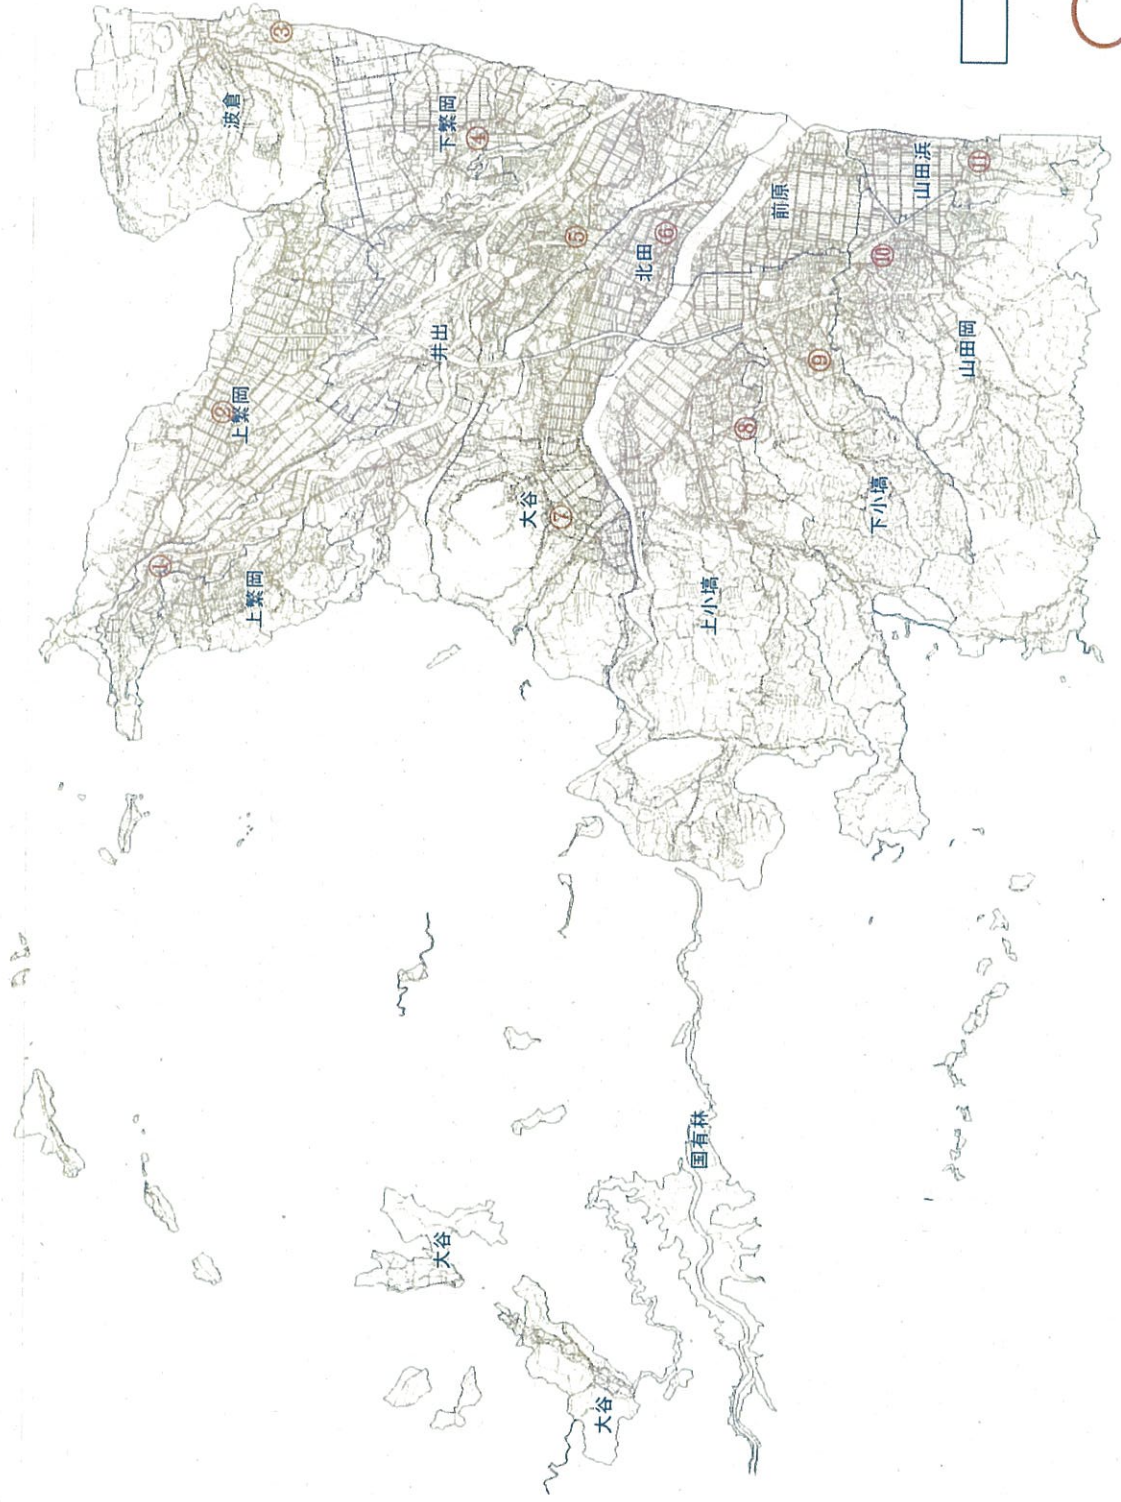 波倉
③
下繁岡
④
山田浜
⑪
前原
⑤
北田
⑥
⑩
井出
⑨
山田岡
②
上繁岡
⑧
大谷
⑦
下小塙
①
上繁岡
上小塙
国有林
大谷
大谷